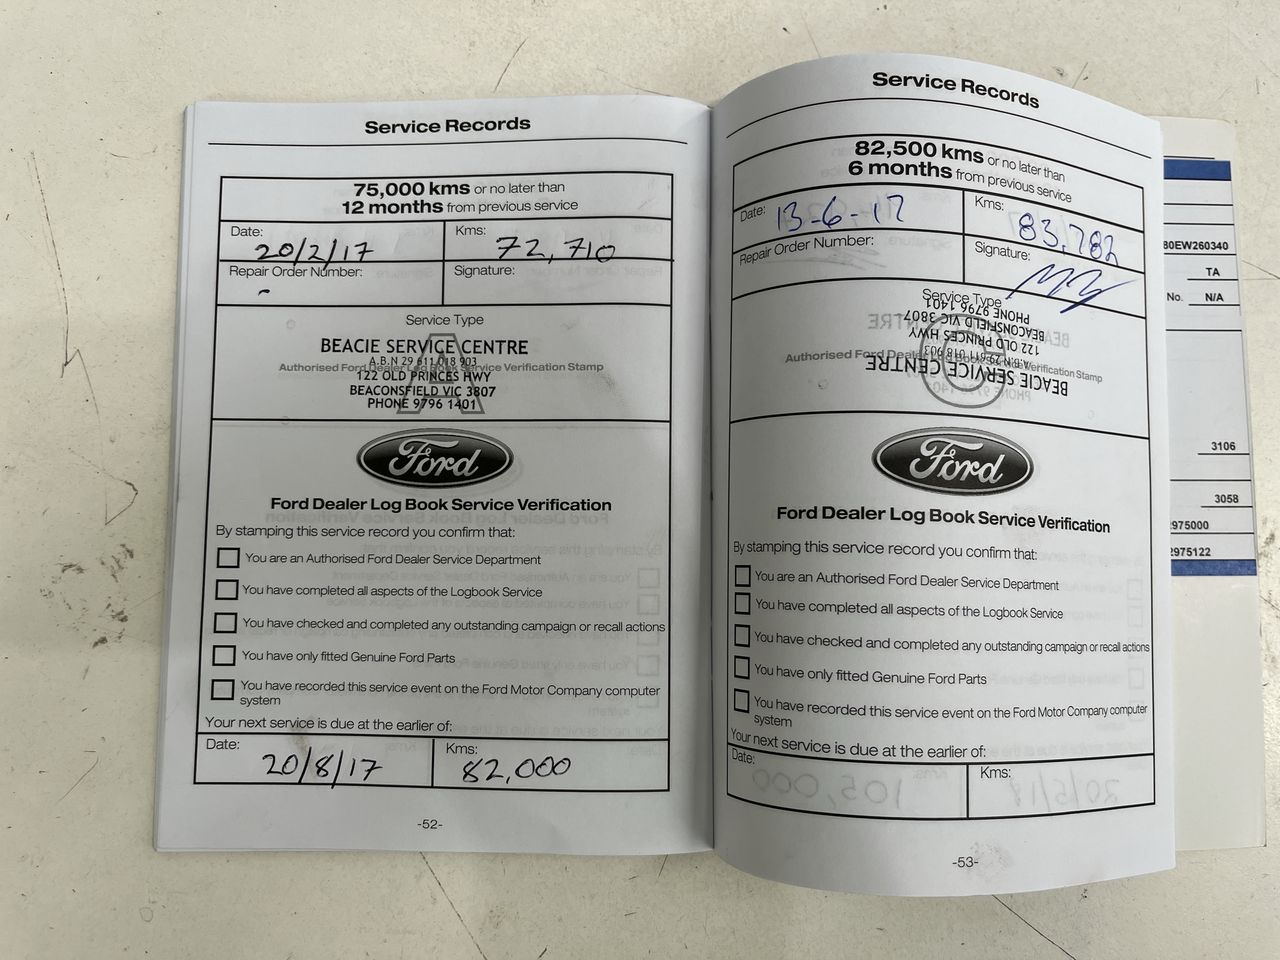 Service Records
75,000 kms or no later than
12 months from previous service
Date:
20/2/17
Kms:
72,710
Repair Order Number:
-
Signature:
Service Type
A
BEACIE SERVICE CENTRE
A.B.N 29 611 018 903
Authorised Ford Dealer Log Book Service Verification Stamp
122 OLD PRINCES HWY
BEACONSFIELD VIC 3807
PHONE 9796 1401
Ford
Ford Dealer Log Book Service Verification
By stamping this service record you confirm that:
You are an Authorised Ford Dealer Service Department
You have completed all aspects of the Logbook Service
You have checked and completed any outstanding campaign or recall actions
You have only fitted Genuine Ford Parts
You have recorded this service event on the Ford Motor Company computer
system
Your next service is due at the earlier of:
Date:
20/8/17
Kms:
82,000
-52-
Service Records
82,500 kms or no later than
6 months from previous service
Date:
13-6-17
Kms:
83,782
Repair Order Number:
Signature:
Service Type
C
BEACIE SERVICE CENTRE
A.B.N 29 611 018 903
122 OLD PRINCES HWY
BEACONSFIELD VIC 3807
PHONE 9796 1401
Authorised Ford Dealer Log Book Service Verification Stamp
Ford
Ford Dealer Log Book Service Verification
By stamping this service record you confirm that:
You are an Authorised Ford Dealer Service Department
You have completed all aspects of the Logbook Service
You have checked and completed any outstanding campaign or recall actions
You have only fitted Genuine Ford Parts
You have recorded this service event on the Ford Motor Company computer
system
Your next service is due at the earlier of:
Date:
Kms:
-53-
80EW260340
TA
No. N/A
3106
3058
2975000
2975122